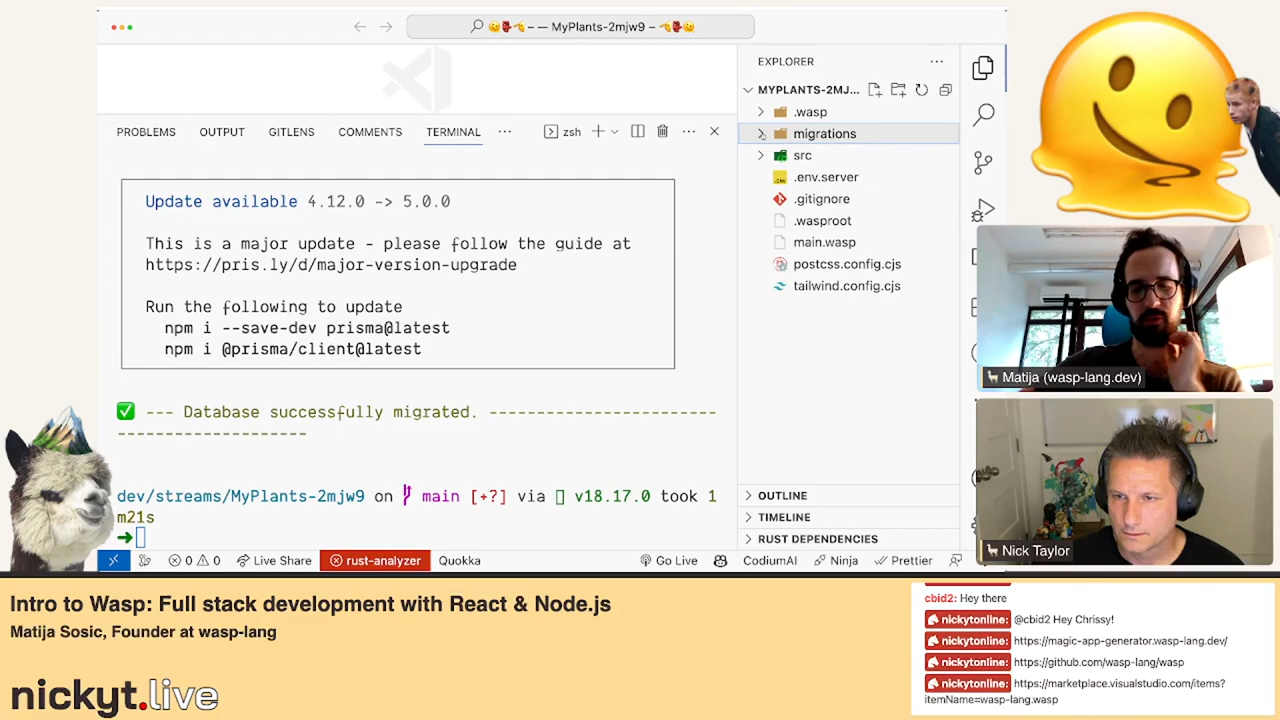 – – MyPlants-2mjw9 –
EXPLORER
MYPLANTS-2MJ...
.wasp
migrations
src
.env.server
.gitignore
.wasproot
main.wasp
postcss.config.cjs
tailwind.config.cjs
OUTLINE
TIMELINE
RUST DEPENDENCIES
PROBLEMS OUTPUT GITLENS COMMENTS TERMINAL ··· zsh
Update available 4.12.0 -> 5.0.0
This is a major update - please follow the guide at
https://pris.ly/d/major-version-upgrade
Run the following to update
npm i --save-dev prisma@latest
npm i @prisma/client@latest
✅ --- Database successfully migrated. ------------------------
--------------------
dev/streams/MyPlants-2mjw9 on main [+?] via v18.17.0 took 1
m21s
➜
0 0 Live Share rust-analyzer Quokka Go Live CodiumAI Ninja Prettier
Matija (wasp-lang.dev)
Nick Taylor
Intro to Wasp: Full stack development with React & Node.js
Matija Sosic, Founder at wasp-lang
nickyt.live
cbid2: Hey there
nickytonline: @cbid2 Hey Chrissy!
nickytonline: https://magic-app-generator.wasp-lang.dev/
nickytonline: https://github.com/wasp-lang/wasp
nickytonline: https://marketplace.visualstudio.com/items?
itemName=wasp-lang.wasp